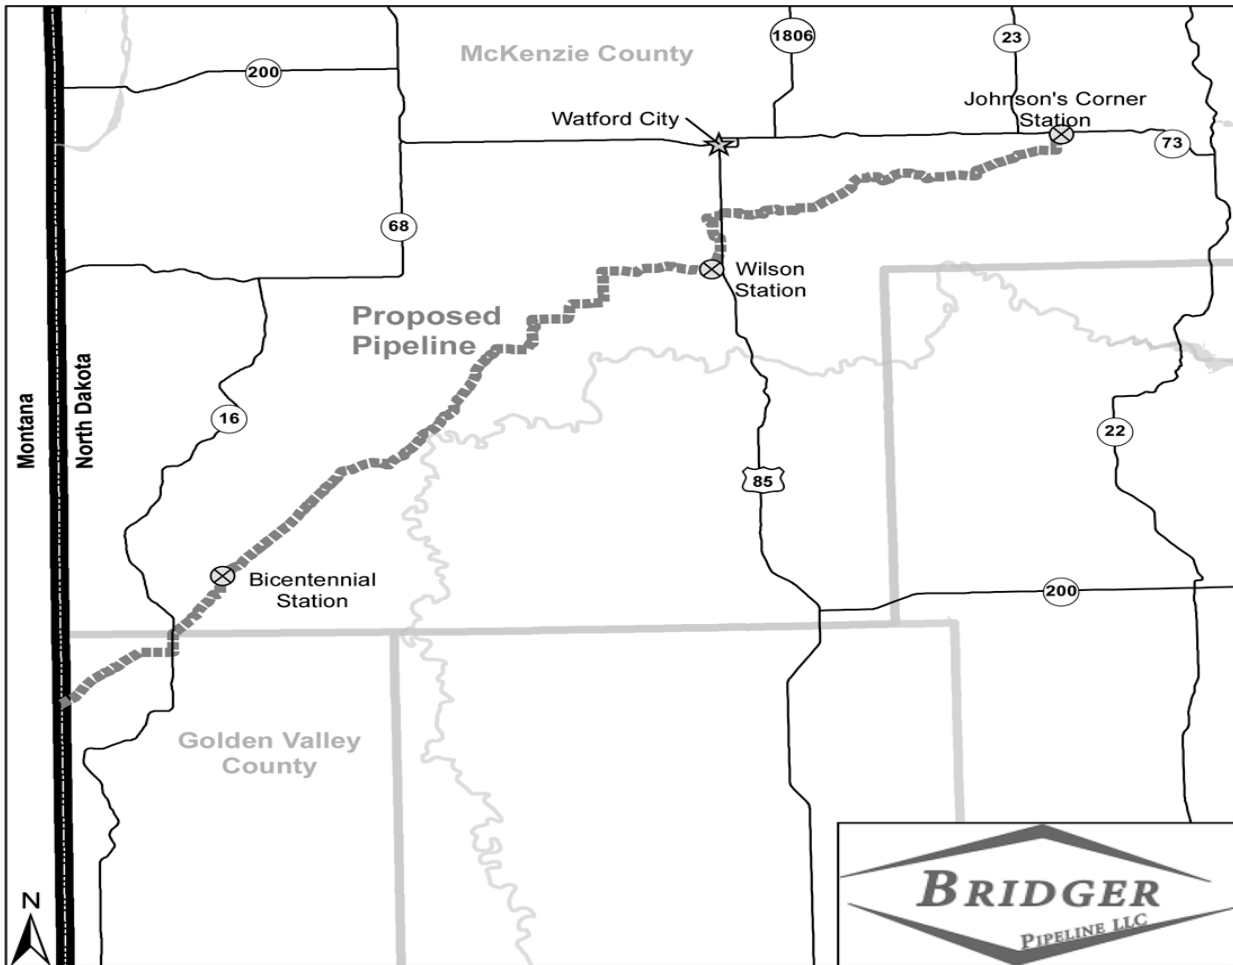 McKenzie County
1806
23
200
Johnson's Corner
Station
Watford City
73
68
Wilson
Station
Proposed
Pipeline
Montana
North Dakota
16
22
85
Bicentennial
Station
200
Golden Valley
County
N
BRIDGER
PIPELINE LLC